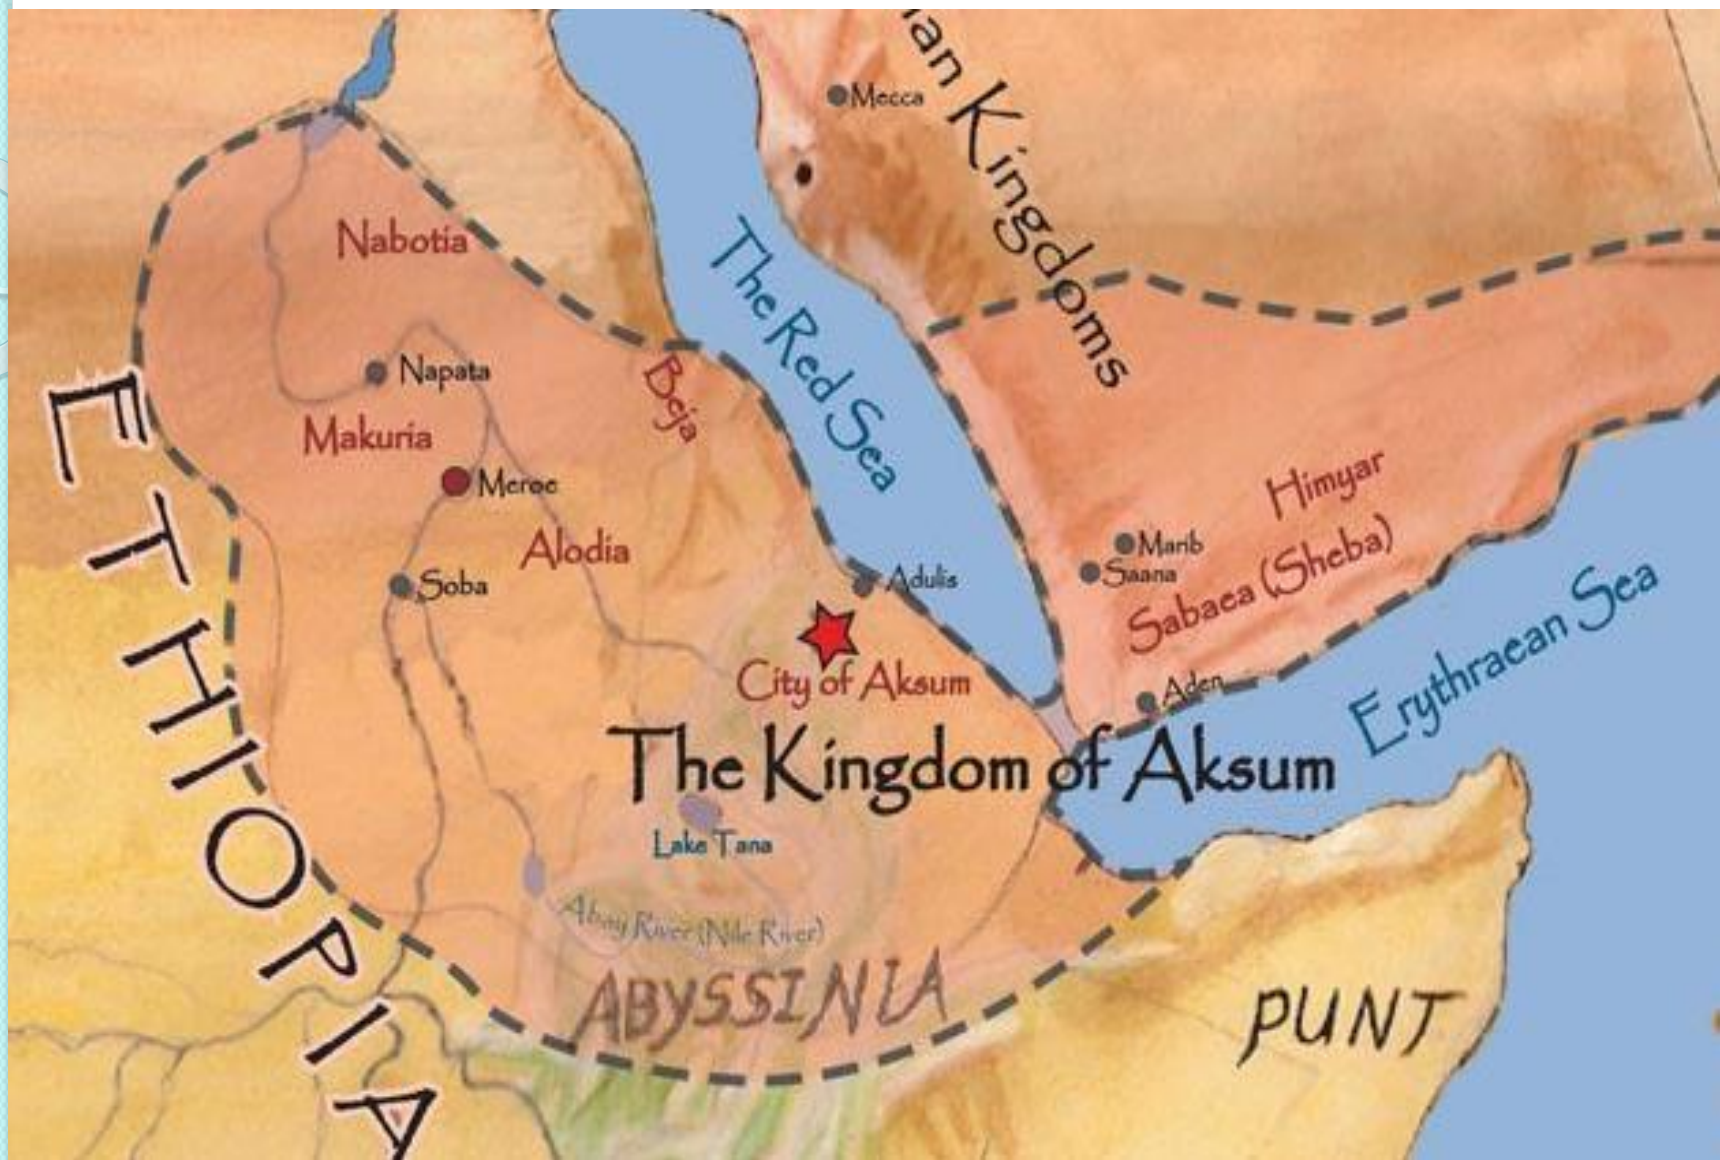 Mecca
an Kingdoms
The Red Sea
Nabotia
Napata
Beja
Makuria
Meroe
Alodia
Soba
Adulis
Himyar
Marib
Saana
Sabaea (Sheba)
Aden
Erythraean Sea
City of Aksum
The Kingdom of Aksum
Lake Tana
Abay River (Nile River)
ABYSSINIA
PUNT
ETHIOPIA